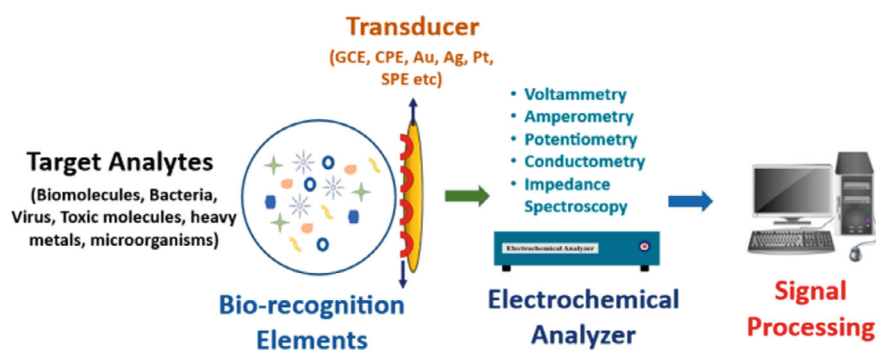 Transducer
(GCE, CPE, Au, Ag, Pt,
SPE etc)
Target Analytes
(Biomolecules, Bacteria,
Virus, Toxic molecules, heavy
metals, microorganisms)
Bio-recognition
Elements
• Voltammetry
• Amperometry
• Potentiometry
• Conductometry
• Impedance
Spectroscopy
Electrochemical Analyzer
Electrochemical
Analyzer
Signal
Processing